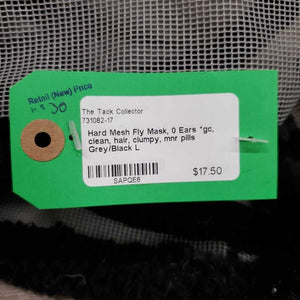 Retail (New) Price
The Tack Collector
731082-17
Hard Mesh Fly Mask, 0 Ears *gc,
clean, hair, clumpy, mnr pills
Grey/Black L
$17.50
SAPQE6